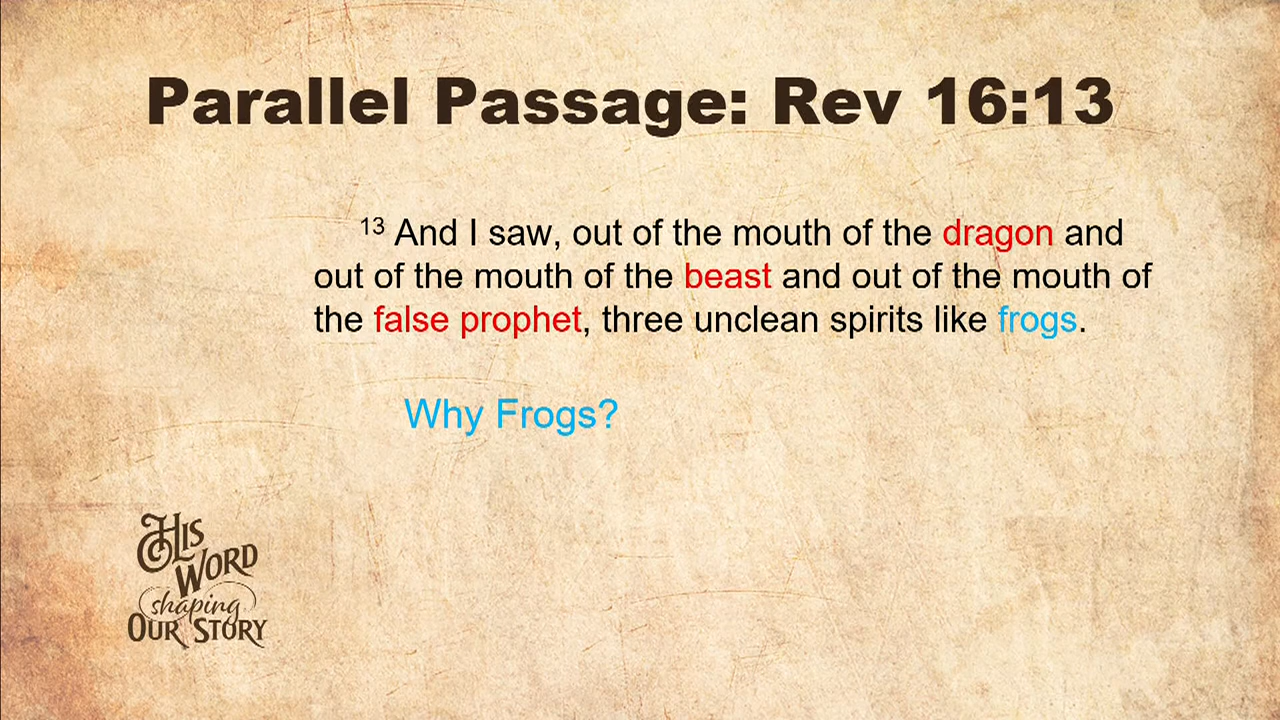 Parallel Passage: Rev 16:13
13 And I saw, out of the mouth of the dragon and
out of the mouth of the beast and out of the mouth of
the false prophet, three unclean spirits like frogs.
Why Frogs?
HIS
WORD
shaping
OUR STORY